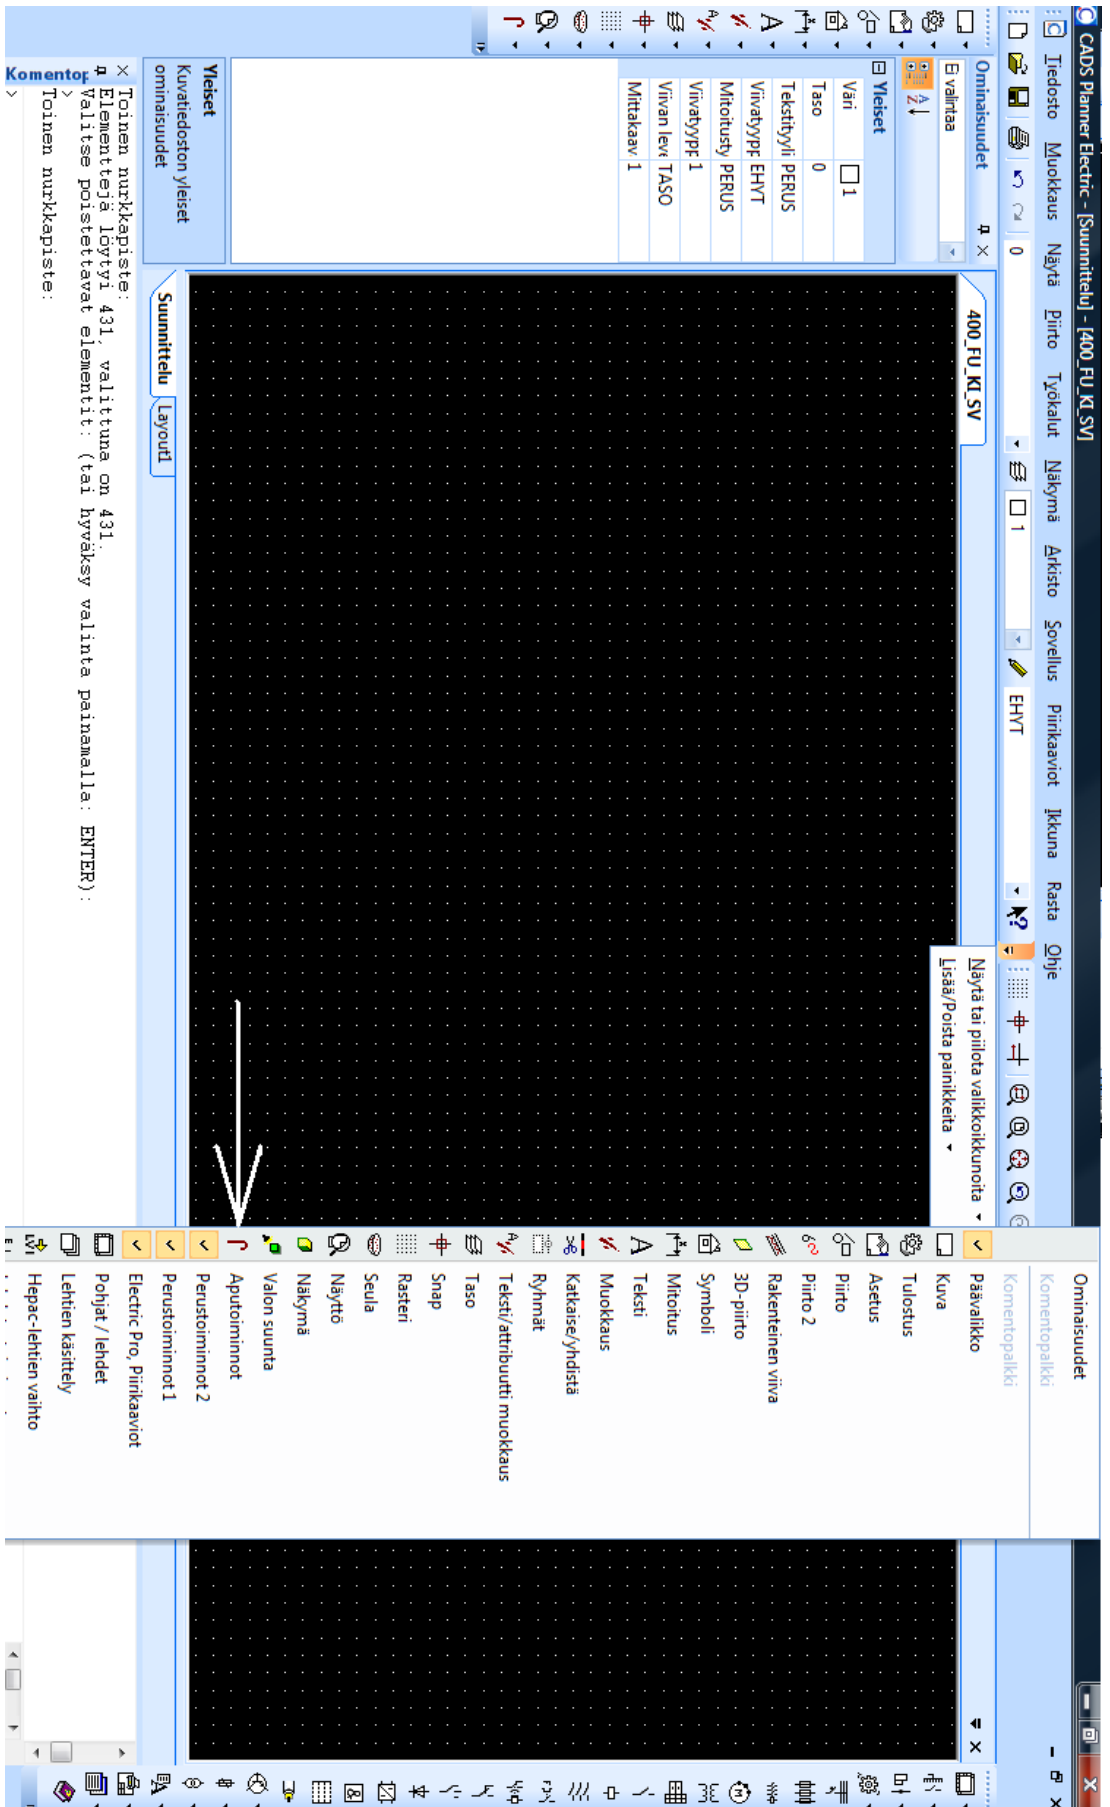 CADS Planner Electric - [Suunnittelu] - [400_FU_KI_SV]
Tiedosto Muokkaus Näytä Piirto Työkalut Näkymä Arkisto Sovellus Piirikaaviot Ikkuna Rasta Ohje
0 1 EHYT
Ominaisuudet
Ei valintaa
Yleiset
Väri 1
Taso 0
Tekstityyli PERUS
Viivatyypp EHYT
Mitoitusty PERUS
Viivatyypp 1
Viivan leve TASO
Mittakaav. 1
Yleiset
Kuvatiedoston yleiset
ominaisuudet
400_FU_KI_SV
Näytä tai piilota valikkoikkunoita
Lisää/Poista painikkeita
Ominaisuudet
Komentopalkki
Komentopalkki
Päävalikko
Kuva
Tulostus
Asetus
Piirto
Piirto 2
Rakenteinen viiva
3D-piirto
Symboli
Mitoitus
Teksti
Muokkaus
Katkaise/yhdistä
Ryhmät
Teksti/attribuutti muokkaus
Taso
Snap
Rasteri
Seula
Näyttö
Näkymä
Valon suunta
Aputoiminnot
Perustoiminnot 2
Perustoiminnot 1
Electric Pro, Piirikaaviot
Pohjat / lehdet
Lehtien käsittely
Hepac-lehtien vaihto
Suunnittelu Layout1
Toinen nurkkapiste:
Elementtejä löytyi 431, valittuna on 431.
Valitse poistettavat elementit: (tai hyväksy valinta painamalla: ENTER):
>
Toinen nurkkapiste:
>